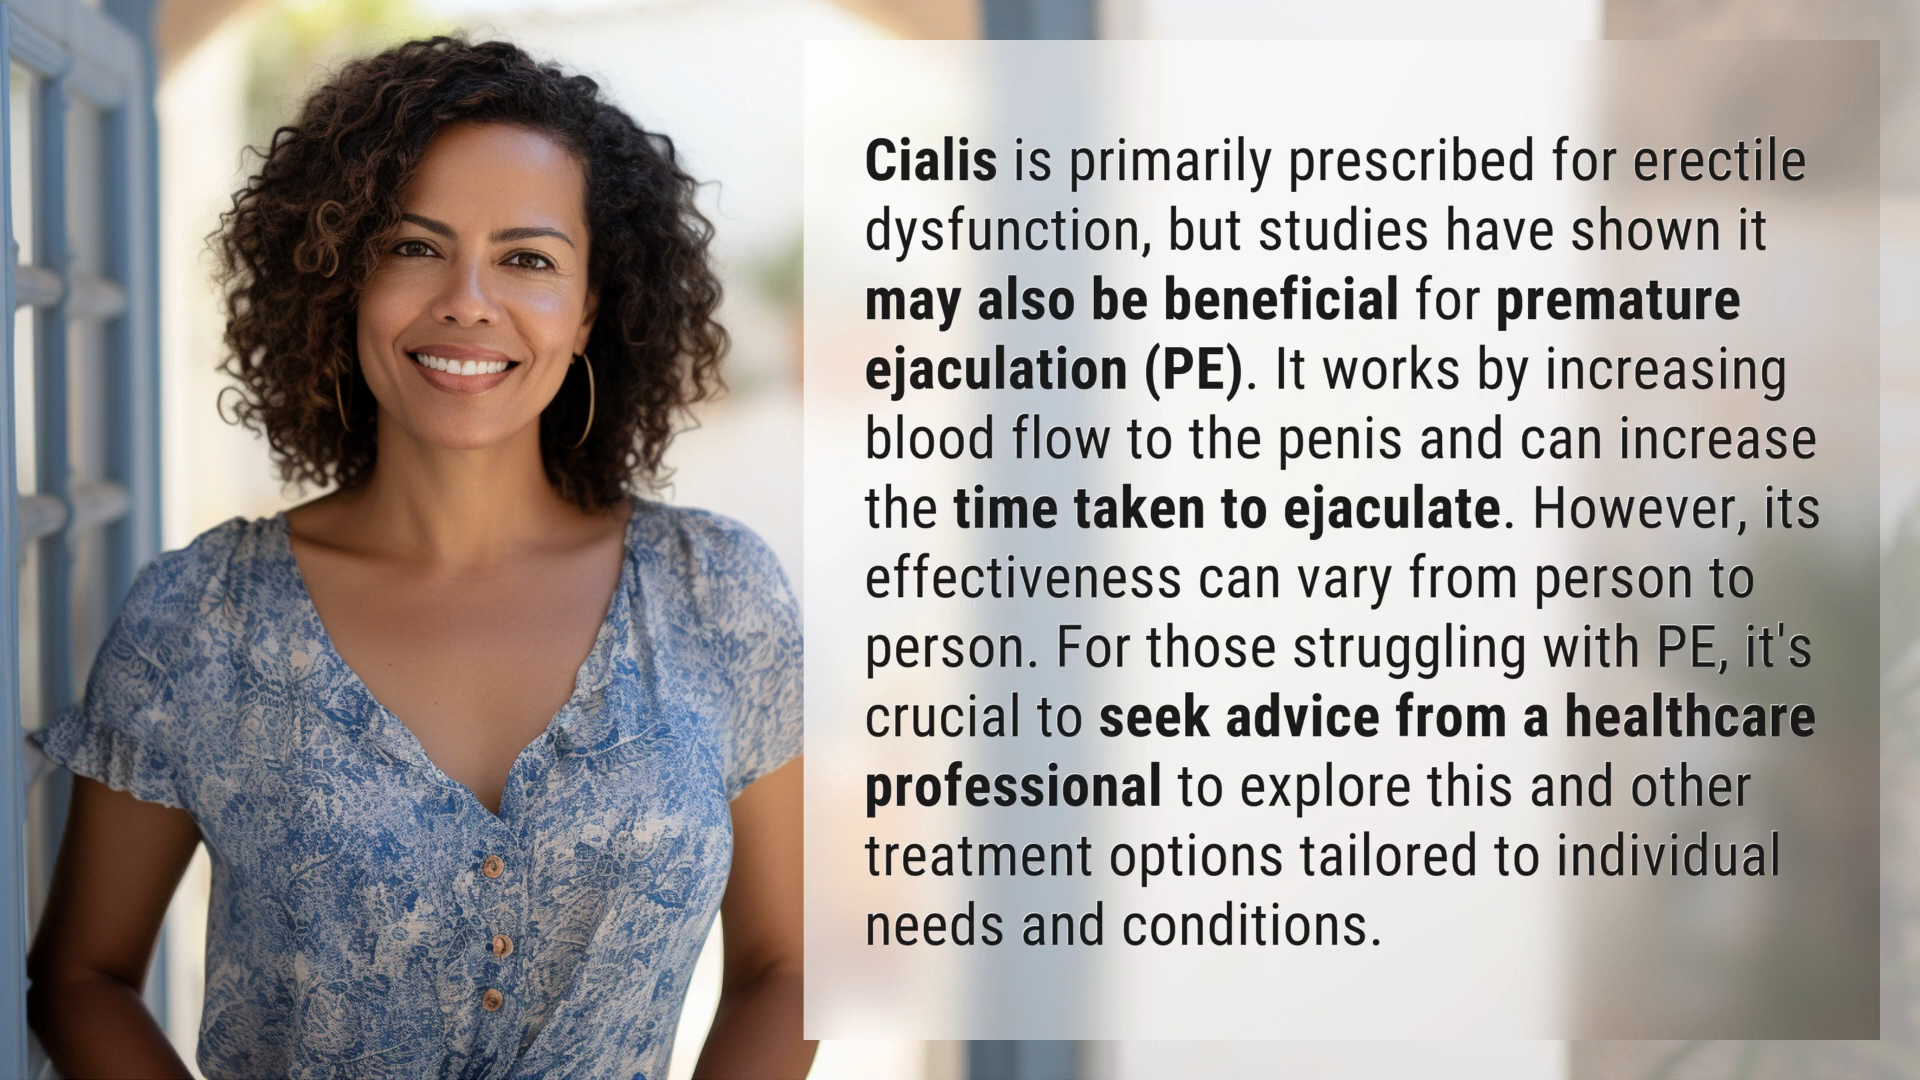 Cialis is primarily prescribed for erectile
dysfunction, but studies have shown it
may also be beneficial for premature
ejaculation (PE). It works by increasing
blood flow to the penis and can increase
the time taken to ejaculate. However, its
effectiveness can vary from person to
person. For those struggling with PE, it's
crucial to seek advice from a healthcare
professional to explore this and other
treatment options tailored to individual
needs and conditions.